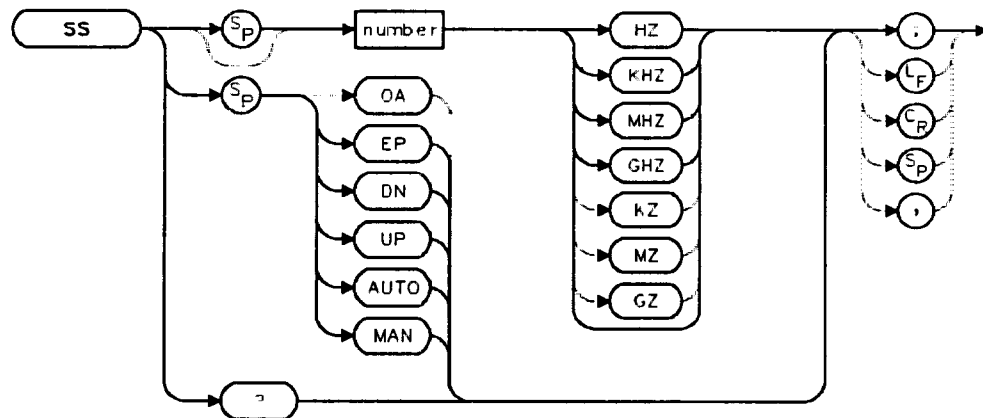 SS
SP
number
HZ
;
KHZ
LF
SP
OA
MHZ
CR
EP
GHZ
SP
DN
KZ
,
UP
MZ
AUTO
GZ
MAN
?